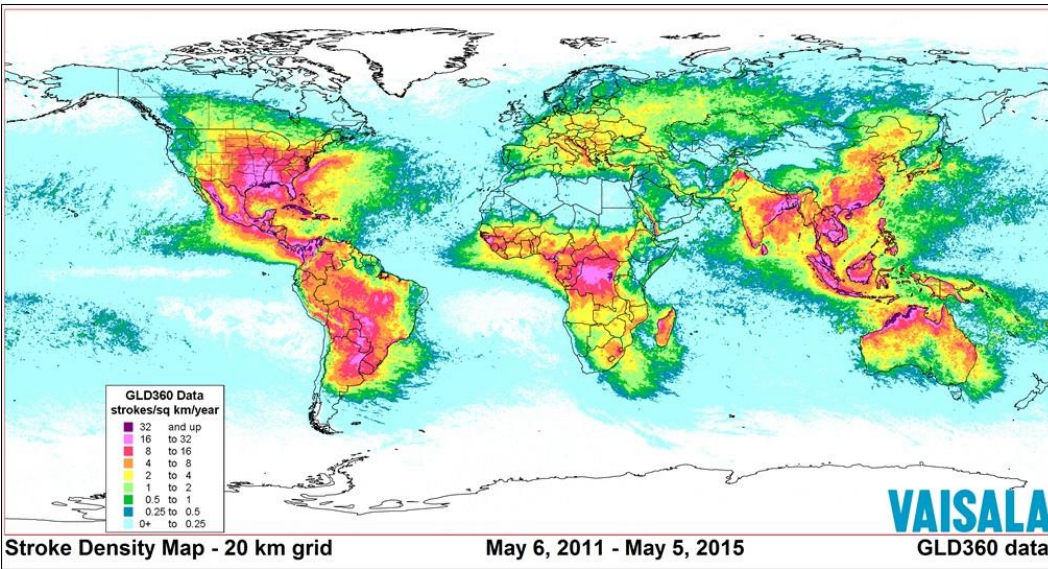 GLD360 Data
strokes/sq km/year
32 and up
16 to 32
8 to 16
4 to 8
2 to 4
1 to 2
0.5 to 1
0.25 to 0.5
0+ to 0.25
VAISALA
Stroke Density Map - 20 km grid May 6, 2011 - May 5, 2015 GLD360 data